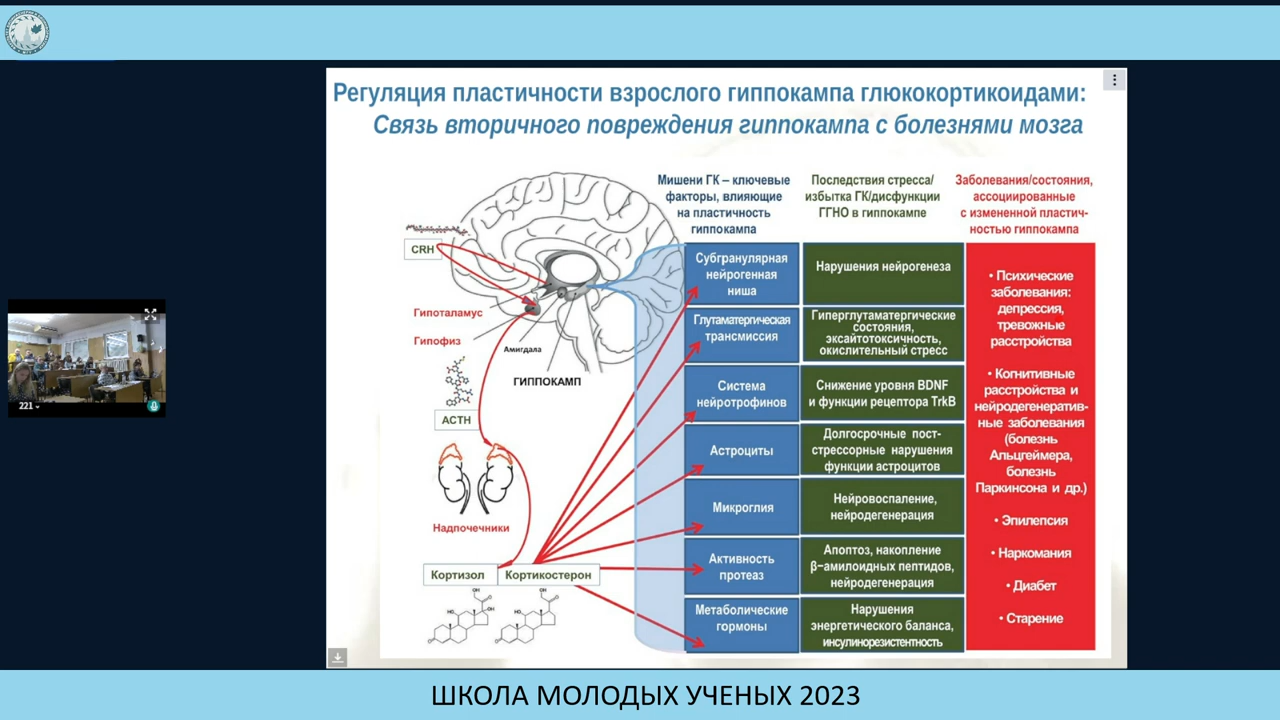 Регуляция пластичности взрослого гиппокампа глюкокортикоидами:
Связь вторичного повреждения гиппокампа с болезнями мозга
Мишени ГК – ключевые
факторы, влияющие
на пластичность
гиппокампа
Последствия стресса/
избытка ГК/дисфункции
ГГНО в гиппокампе
Заболевания/состояния,
ассоциированные
с измененной пластич-
ностью гиппокампа
CRH
Гипоталамус
Гипофиз
Амигдала
ГИППОКАМП
ACTH
Надпочечники
Кортизол
Кортикостерон
Субгранулярная
нейрогенная
ниша
Нарушения нейрогенеза
Глутаматергическая
трансмиссия
Гиперглутаматергические
состояния,
эксайтотоксичность,
окислительный стресс
Система
нейротрофинов
Снижение уровня BDNF
и функции рецептора TrkB
Астроциты
Долгосрочные пост-
стрессорные нарушения
функции астроцитов
Микроглия
Нейровоспаление,
нейродегенерация
Активность
протеаз
Апоптоз, накопление
β–амилоидных пептидов,
нейродегенерация
Метаболические
гормоны
Нарушения
энергетического баланса,
инсулинорезистентность
• Психические
заболевания:
депрессия,
тревожные
расстройства
• Когнитивные
расстройства и
нейродегенератив-
ные заболевания
(болезнь
Альцгеймера,
болезнь
Паркинсона и др.)
• Эпилепсия
• Наркомания
• Диабет
• Старение
221
ШКОЛА МОЛОДЫХ УЧЕНЫХ 2023